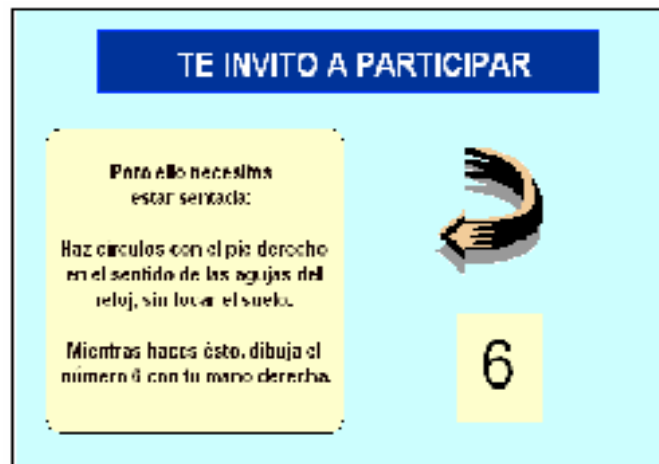 TE INVITO A PARTICIPAR
Para ello necesitas
estar sentada:
Haz círculos con el pie derecho
en el sentido de las agujas del
reloj, sin tocar el suelo.
Mientras haces ésto, dibuja el
número 6 con tu mano derecha.
6